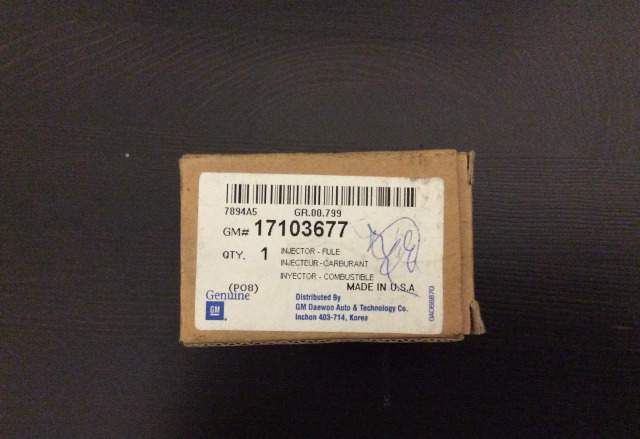 7894A5 GR.00.799
GM# 17103677
QTY. 1 INJECTOR - FULE
INJECTEUR-CARBURANT
INYECTOR - COMBUSTIBLE
(P08) MADE IN U.S.A
Genuine
GM
Distributed By
GM Daewoo Auto & Technology Co.
Inchon 403-714, Korea